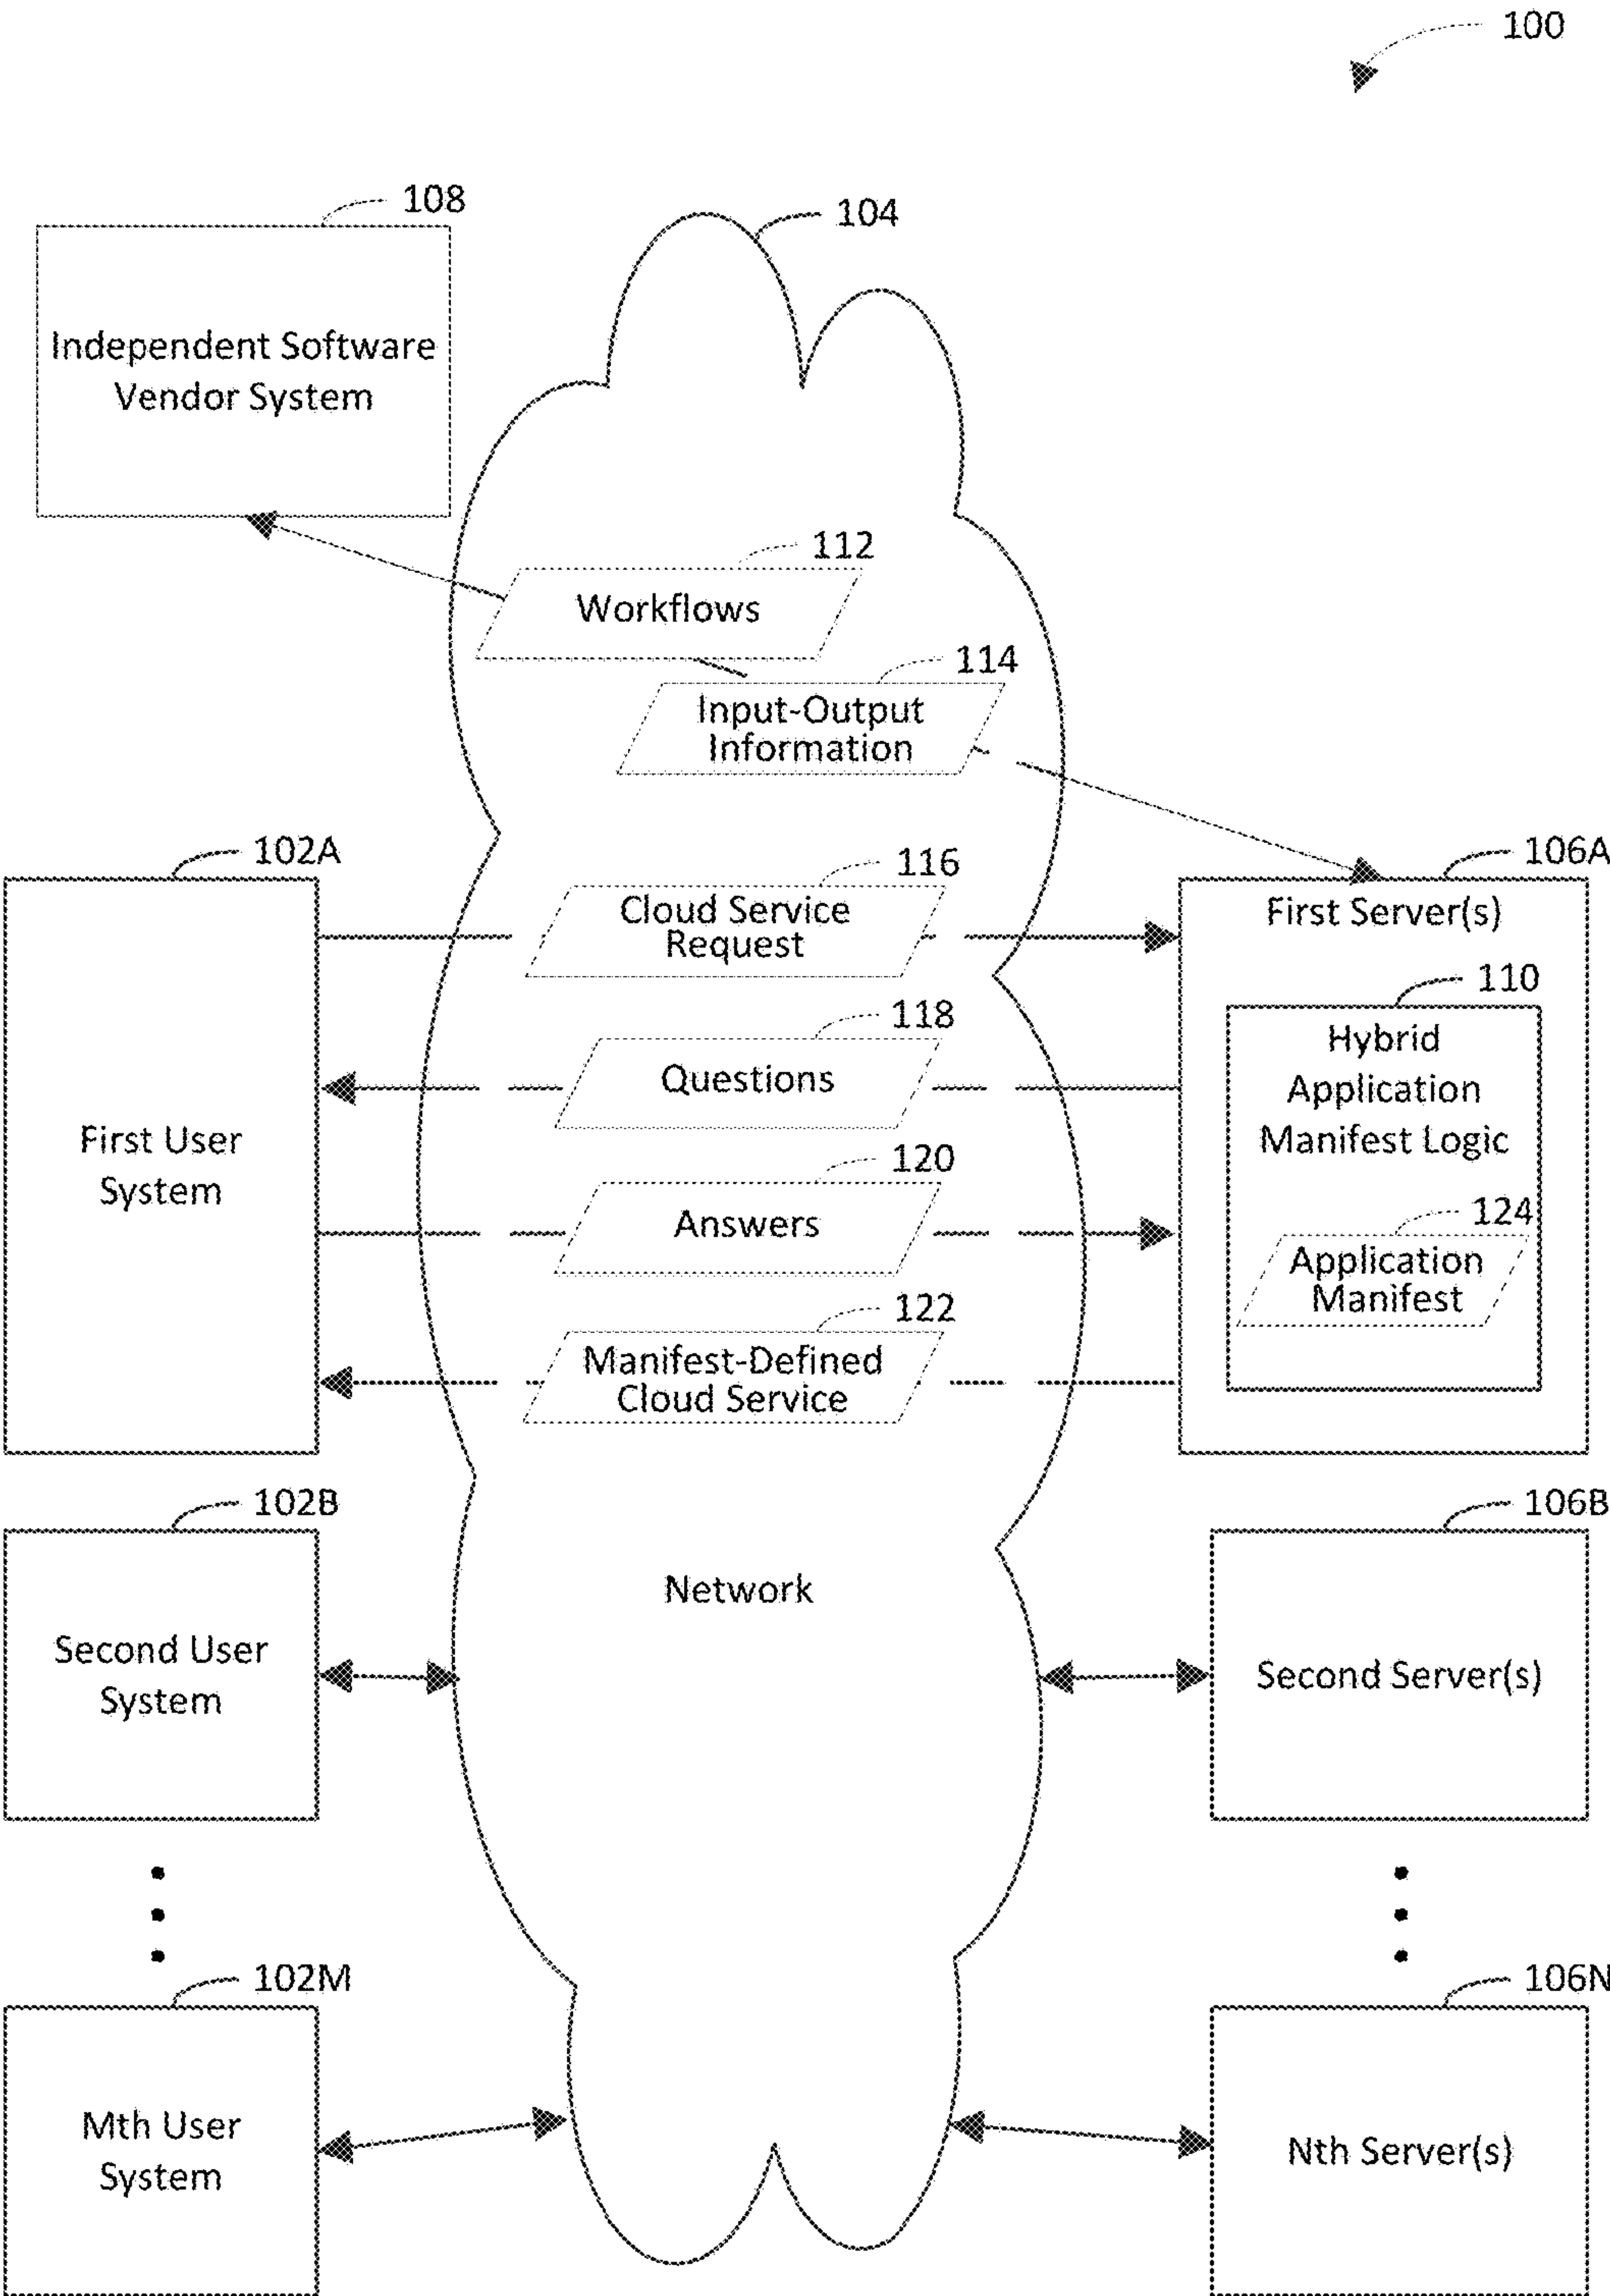 100
108
104
Independent Software
Vendor System
112
Workflows
114
Input-Output
Information
102A
116
106A
Cloud Service
Request
First Server(s)
110
118
Hybrid
Application
Manifest Logic
Questions
First User
System
120
Answers
124
Application
Manifest
122
Manifest-Defined
Cloud Service
102B
106B
Network
Second User
System
Second Server(s)
102M
106N
Mth User
System
Nth Server(s)